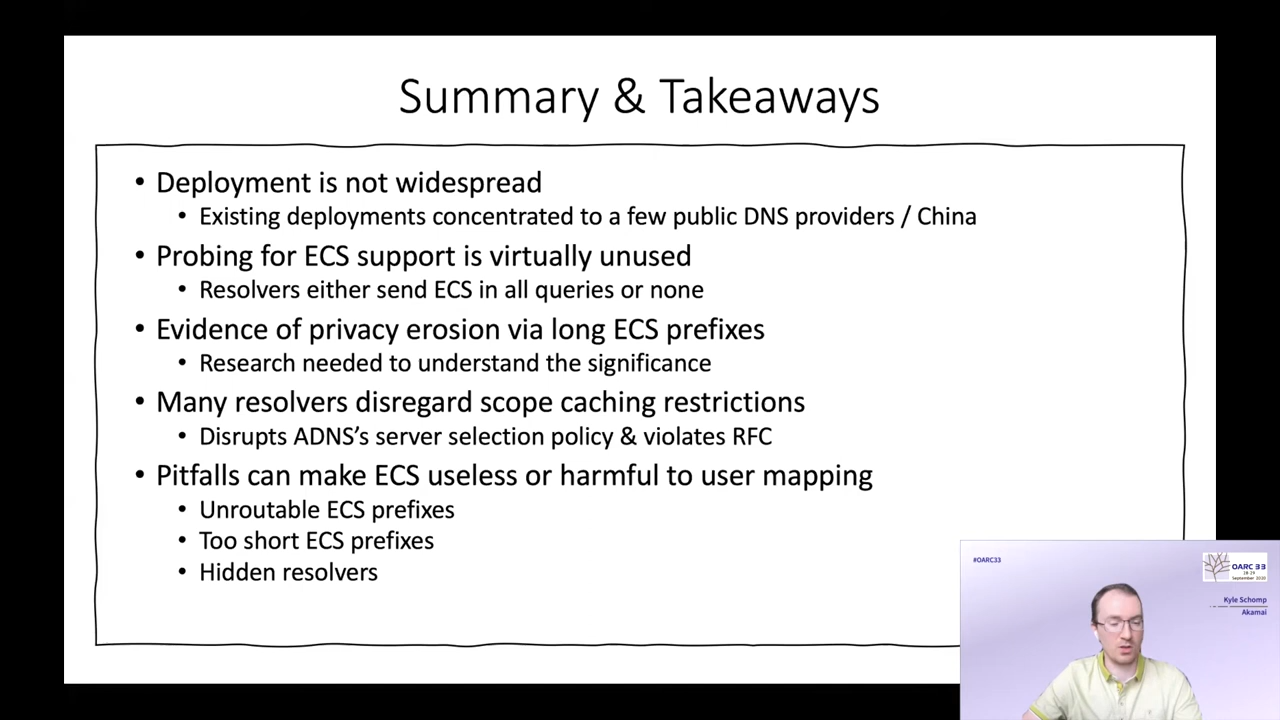 Summary & Takeaways
• Deployment is not widespread
• Existing deployments concentrated to a few public DNS providers / China
• Probing for ECS support is virtually unused
• Resolvers either send ECS in all queries or none
• Evidence of privacy erosion via long ECS prefixes
• Research needed to understand the significance
• Many resolvers disregard scope caching restrictions
• Disrupts ADNS’s server selection policy & violates RFC
• Pitfalls can make ECS useless or harmful to user mapping
• Unroutable ECS prefixes
• Too short ECS prefixes
• Hidden resolvers
#OARC33
OARC 33
September 2020
Kyle Schomp
Akamai